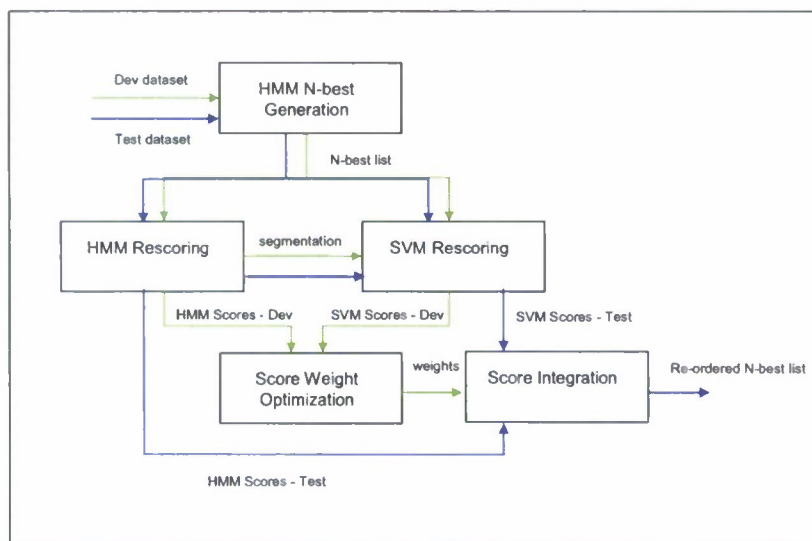 Dev dataset
HMM N-best
Generation
Test dataset
N-best list
HMM Rescoring
segmentation
SVM Rescoring
HMM Scores - Dev
SVM Scores - Dev
SVM Scores - Test
Score Weight
Optimization
weights
Score Integration
Re-ordered N-best list
HMM Scores - Test